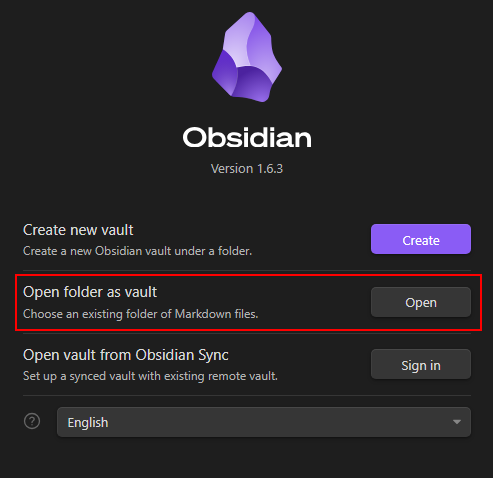 Obsidian
Version 1.6.3
Create new vault
Create a new Obsidian vault under a folder.
Create
Open folder as vault
Choose an existing folder of Markdown files.
Open
Open vault from Obsidian Sync
Set up a synced vault with existing remote vault.
Sign in
?
English